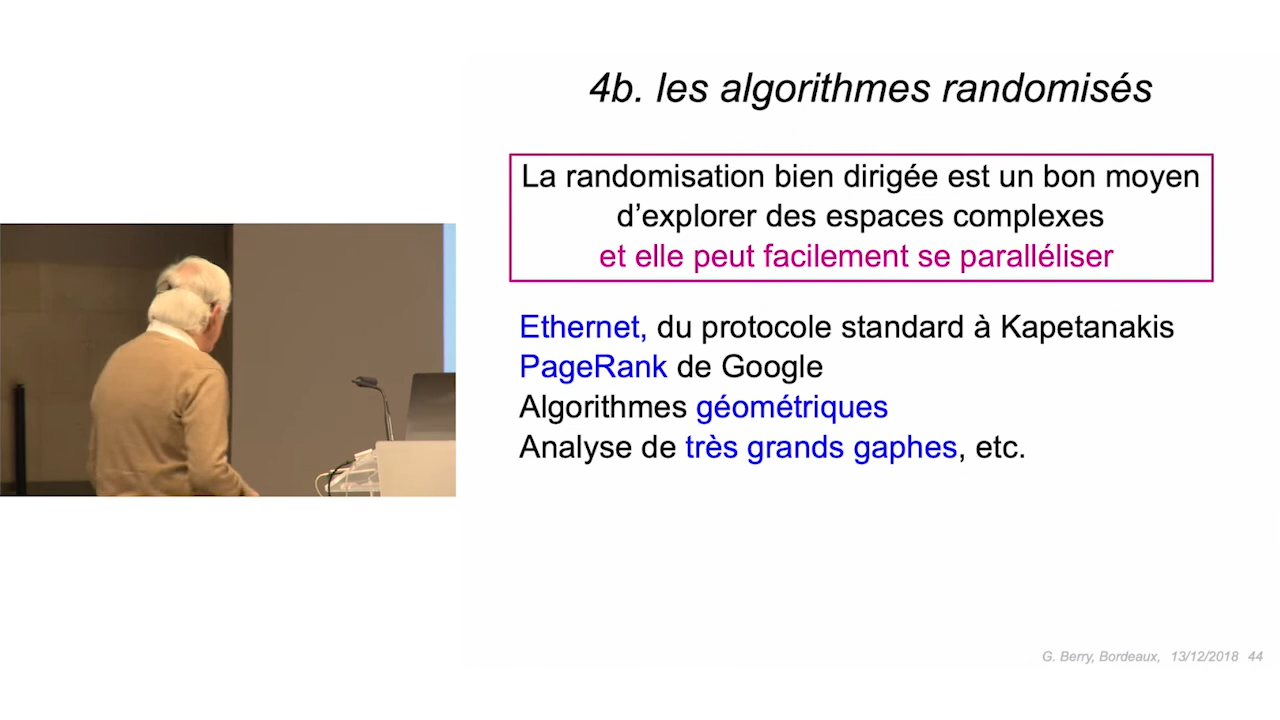 4b. les algorithmes randomisés
La randomisation bien dirigée est un bon moyen
d’explorer des espaces complexes
et elle peut facilement se paralléliser
Ethernet, du protocole standard à Kapetanakis
PageRank de Google
Algorithmes géométriques
Analyse de très grands gaphes, etc.
G. Berry, Bordeaux, 13/12/2018 44